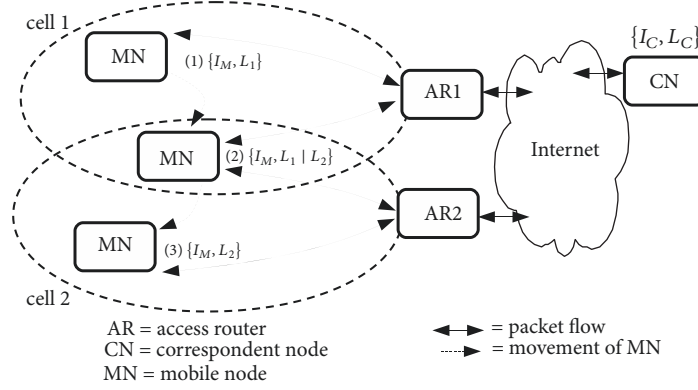 cell 1
{I_C, L_C}
MN
(1) {I_M, L_1}
AR1
CN
MN
(2) {I_M, L_1 | L_2}
Internet
AR2
MN
(3) {I_M, L_2}
cell 2
AR = access router
CN = correspondent node
MN = mobile node
= packet flow
= movement of MN